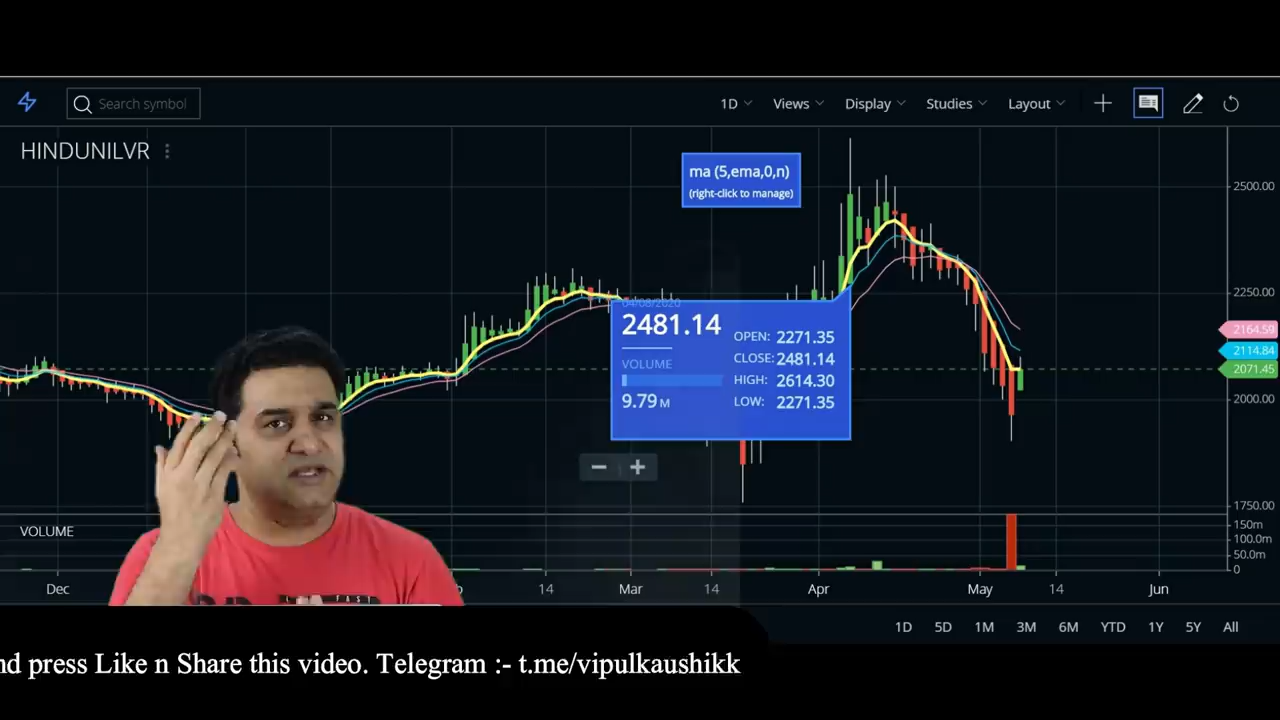 Search symbol
1D Views Display Studies Layout
HINDUNILVR
ma (5,ema,0,n)
(right-click to manage)
2500.00
2250.00
04/08/2020
2481.14
VOLUME
9.79 M
OPEN: 2271.35
CLOSE: 2481.14
HIGH: 2614.30
LOW: 2271.35
2164.59
2114.84
2071.45
2000.00
1750.00
VOLUME
150m
100.0m
50.0m
0
Dec 14 Mar 14 Apr May 14 Jun
1D 5D 1M 3M 6M YTD 1Y 5Y All
press Like n Share this video. Telegram :- t.me/vipulkaushikk